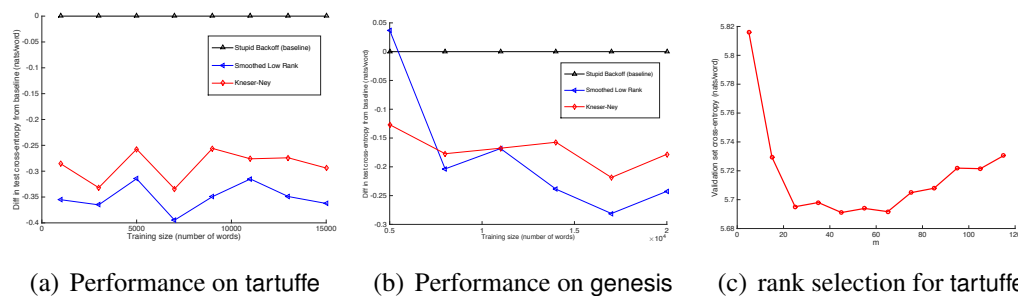 0
-0.05
-0.1
-0.15
-0.2
-0.25
-0.3
-0.35
-0.4
Diff in test cross-entropy from baseline (nats/word)
Stupid Backoff (baseline)
Smoothed Low Rank
Kneser-Ney
0 5000 10000 15000
Training size (number of words)
0.05
0
-0.05
-0.1
-0.15
-0.2
-0.25
-0.3
Diff in test cross-entropy from baseline (nats/word)
Stupid Backoff (baseline)
Smoothed Low Rank
Kneser-Ney
0.5 1 1.5 2
× 10⁴
Training size (number of words)
5.82
5.8
5.78
5.76
5.74
5.72
5.7
5.68
Validation set cross-entropy (nats/word)
0 20 40 60 80 100 120
m
(a) Performance on tartuffe
(b) Performance on genesis
(c) rank selection for tartuffe